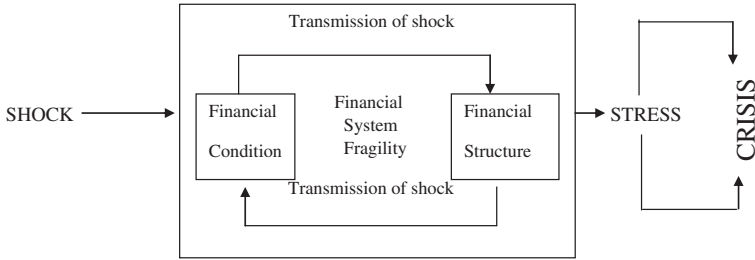 Transmission of shock
SHOCK
Financial
Condition
Financial
System
Fragility
Financial
Structure
STRESS
CRISIS
Transmission of shock